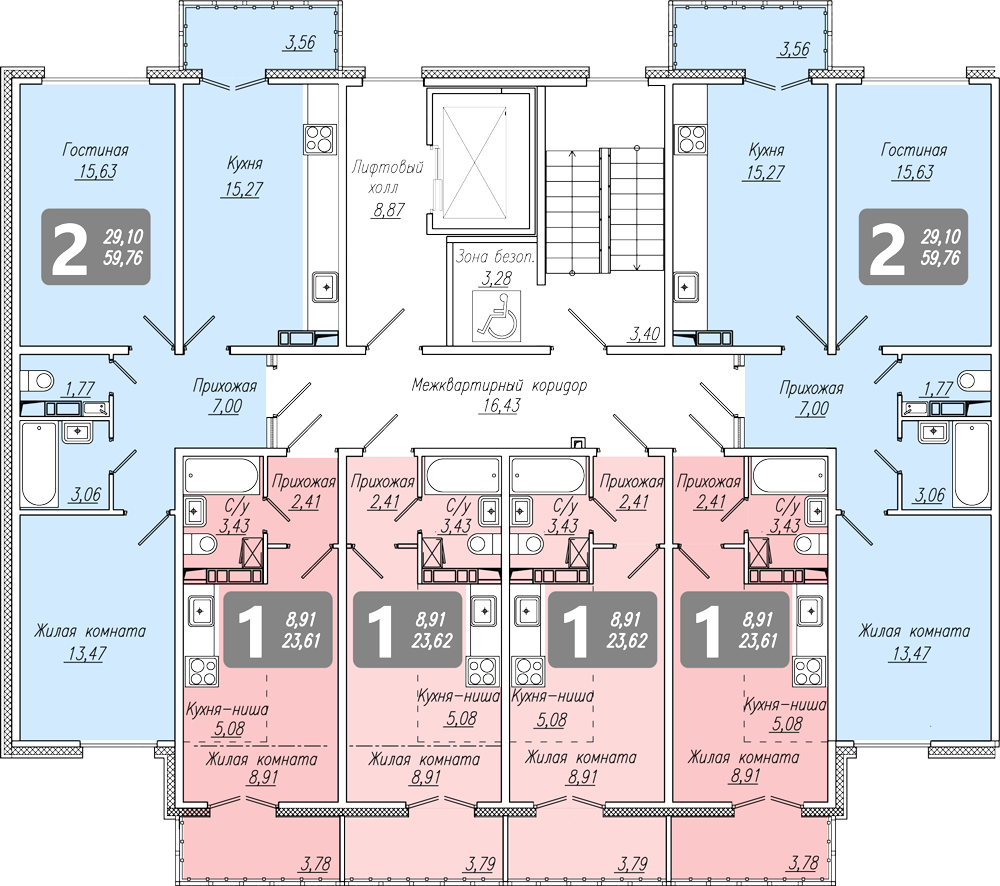 3,56
3,56
Гостиная
15,63
Кухня
15,27
Лифтовый
холл
8,87
Кухня
15,27
Гостиная
15,63
2
29,10
59,76
Зона безоп.
3,28
2
29,10
59,76
3,40
1,77
Прихожая
7,00
Межквартирный коридор
16,43
Прихожая
7,00
1,77
3,06
3,06
Прихожая
2,41
Прихожая
2,41
Прихожая
2,41
Прихожая
2,41
С/у
3,43
С/у
3,43
С/у
3,43
С/у
3,43
Жилая комната
13,47
1
8,91
23,61
1
8,91
23,62
1
8,91
23,62
1
8,91
23,61
Жилая комната
13,47
Кухня-ниша
5,08
Кухня-ниша
5,08
Кухня-ниша
5,08
Кухня-ниша
5,08
Жилая комната
8,91
Жилая комната
8,91
Жилая комната
8,91
Жилая комната
8,91
3,78
3,79
3,79
3,78